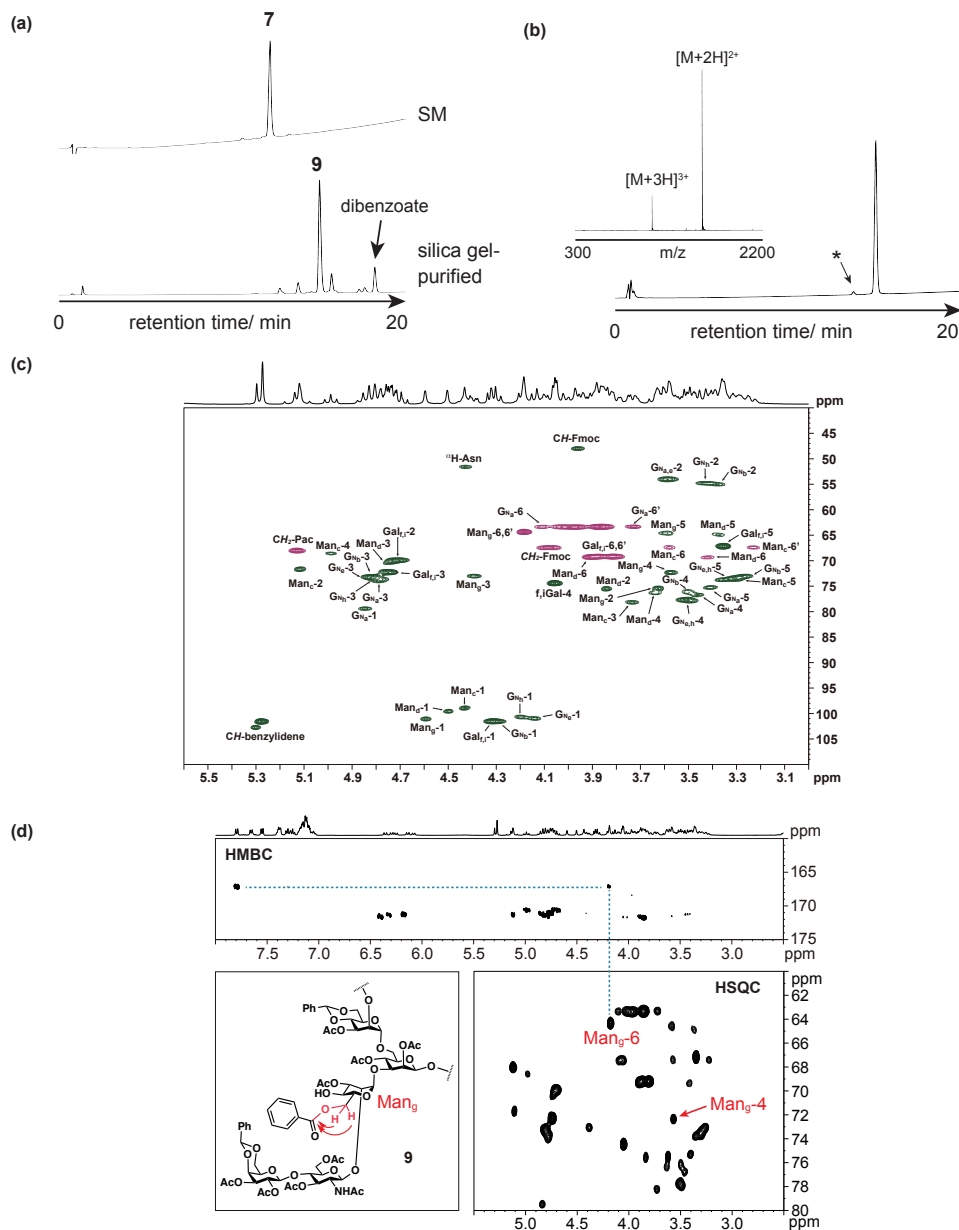 (a)
7
SM
9
dibenzoate
silica gel-
purified
0
retention time/ min
20
(b)
[M+2H]2+
[M+3H]3+
300
m/z
2200
*
0
retention time/ min
20
(c)
ppm
CH-Fmoc
αH-Asn
GNa,e-2
GNh-2
GNb-2
GNa-6
GNa-6'
Mang-6,6'
Mang-5
Mand-5
Galf,i-2
Galf,i-5
Mand-3
GNb-3
Manc-4
CH2-Pac
GNe-3
Manc-2
GNh-3
GNa-3
Galf,i-3
GNa-1
Mang-3
CH2-Fmoc
Galf,i-6,6'
Manc-6
Manc-6'
Mand-6
Mand-6
Mang-4
GNe,h-5
GNb-5
f,iGal-4
Mand-2
GNb-4
Manc-5
Mang-2
GNa-5
Manc-3
Mand-4
GNa-4
GNe,h-4
Manc-1
Mand-1
GNh-1
Mang-1
GNe-1
Galf,i-1
GNb-1
CH-benzylidene
45
50
55
60
65
70
75
80
85
90
95
100
105
5.5 5.3 5.1 4.9 4.7 4.5 4.3 4.1 3.9 3.7 3.5 3.3 3.1
ppm
(d)
ppm
HMBC
165
170
175
7.5 7.0 6.5 6.0 5.5 5.0 4.5 4.0 3.5 3.0
ppm
ppm
HSQC
62
64
66
68
70
72
74
76
78
80
Mang-6
Mang-4
5.0 4.5 4.0 3.5 3.0
ppm
Ph
O
O
O
AcO
O
O
O
OAc
AcO
O
O
AcO
HO
O
O
Mang
O
H
H
O
Ph
O
O
O
AcO
OAc
O
OAc
O
AcO
NHAc
O
9